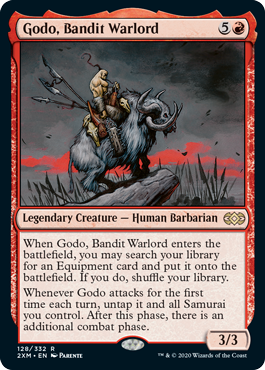 Godo, Bandit Warlord 5
Legendary Creature — Human Barbarian
When Godo, Bandit Warlord enters the
battlefield, you may search your library
for an Equipment card and put it onto the
battlefield. If you do, shuffle your library.
Whenever Godo attacks for the first
time each turn, untap it and all Samurai
you control. After this phase, there is an
additional combat phase.
3/3
128/332 R
2XM • EN Parente ™ & © 2020 Wizards of the Coast